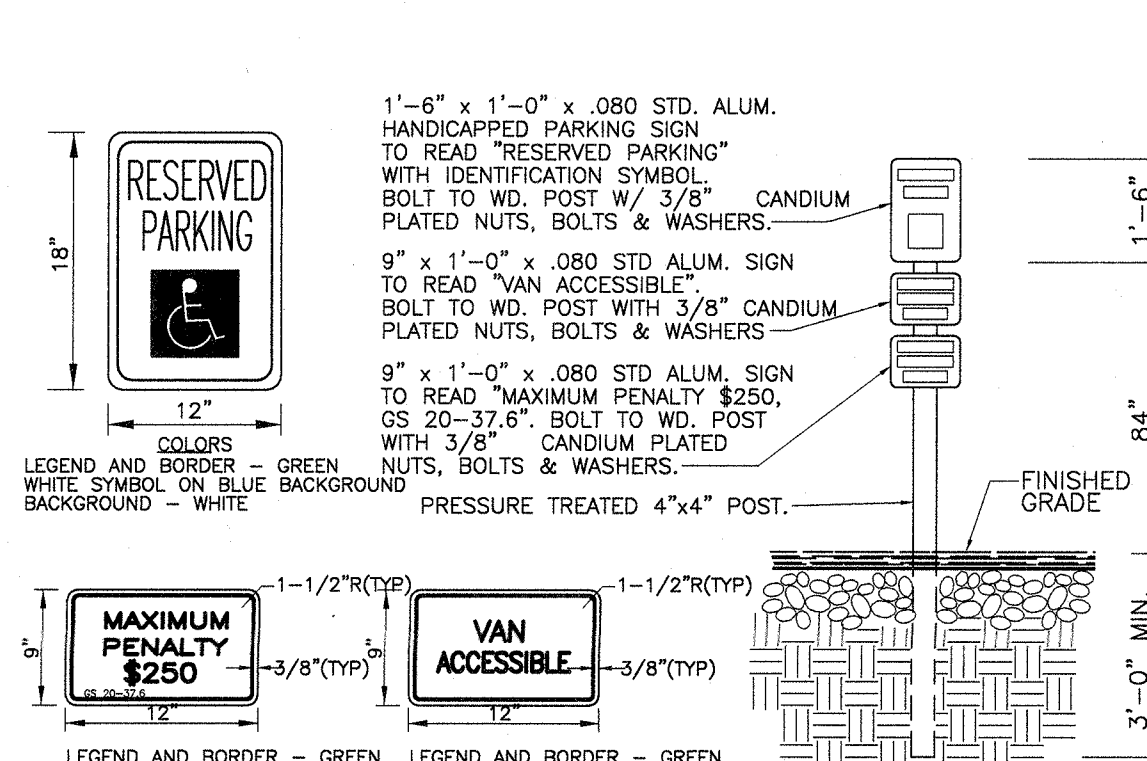 1'-6" x 1'-0" x .080 STD. ALUM.
HANDICAPPED PARKING SIGN
TO READ "RESERVED PARKING"
WITH IDENTIFICATION SYMBOL.
BOLT TO WD. POST W/ 3/8" CANDIUM
PLATED NUTS, BOLTS & WASHERS.
9" x 1'-0" x .080 STD ALUM. SIGN
TO READ "VAN ACCESSIBLE".
BOLT TO WD. POST WITH 3/8" CANDIUM
PLATED NUTS, BOLTS & WASHERS
9" x 1'-0" x .080 STD ALUM. SIGN
TO READ "MAXIMUM PENALTY $250,
GS 20-37.6". BOLT TO WD. POST
WITH 3/8" CANDIUM PLATED
NUTS, BOLTS & WASHERS.
PRESSURE TREATED 4"x4" POST.
RESERVED
PARKING
18"
12"
COLORS
LEGEND AND BORDER - GREEN
WHITE SYMBOL ON BLUE BACKGROUND
BACKGROUND - WHITE
1'-6"
84"
FINISHED
GRADE
3'-0" MIN.
MAXIMUM
PENALTY
$250
GS 20-37.6
9"
12"
1-1/2"R(TYP)
3/8"(TYP)
LEGEND AND BORDER - GREEN
VAN
ACCESSIBLE
9"
12"
1-1/2"R(TYP)
3/8"(TYP)
LEGEND AND BORDER - GREEN